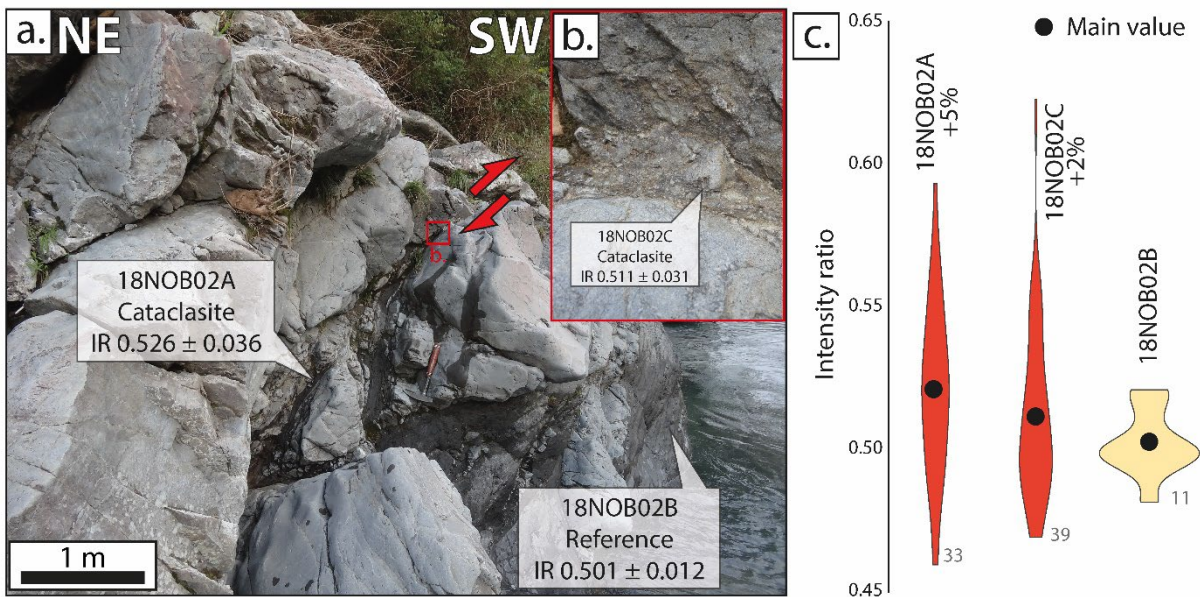 a. NE
SW
18NOB02A
Cataclasite
IR 0.526 ± 0.036
b.
18NOB02B
Reference
IR 0.501 ± 0.012
1 m
b.
18NOB02C
Cataclasite
IR 0.511 ± 0.031
c.
Main value
Intensity ratio
0.65
0.60
0.55
0.50
0.45
18NOB02A
+5%
33
18NOB02C
+2%
39
18NOB02B
11